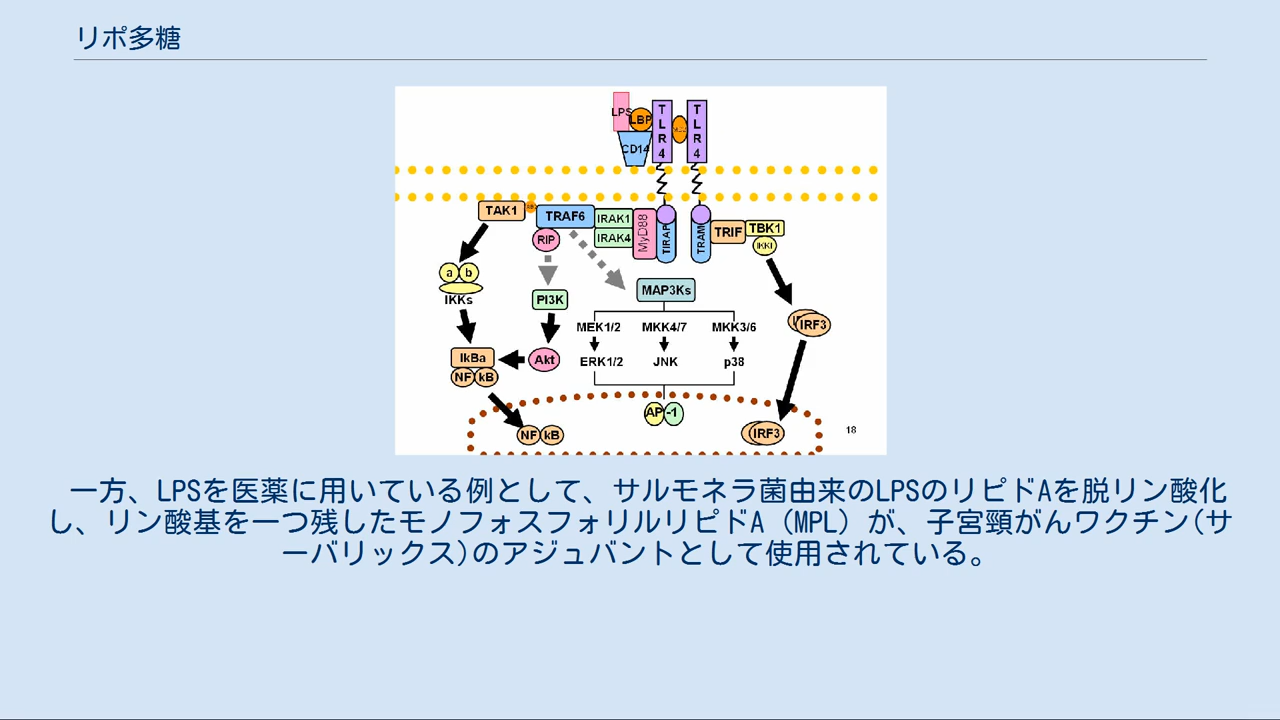 リポ多糖
LPS
LBP
CD14
TLR4
TLR4
TAK1
TRAF6
IRAK1
IRAK4
MyD88
TIRAP
TRAM
TRIF
TBK1
IKKi
RIP
a b
IKKs
PI3K
MAP3Ks
MEK1/2 MKK4/7 MKK3/6
IRF3
IkBa
NF kB
Akt
ERK1/2 JNK p38
AP -1
NF kB
IRF3
18
一方、LPSを医薬に用いている例として、サルモネラ菌由来のLPSのリピドAを脱リン酸化
し、リン酸基を一つ残したモノフォスフォリルリピドA（MPL）が、子宮頸がんワクチン(サ
ーバリックス)のアジュバントとして使用されている。